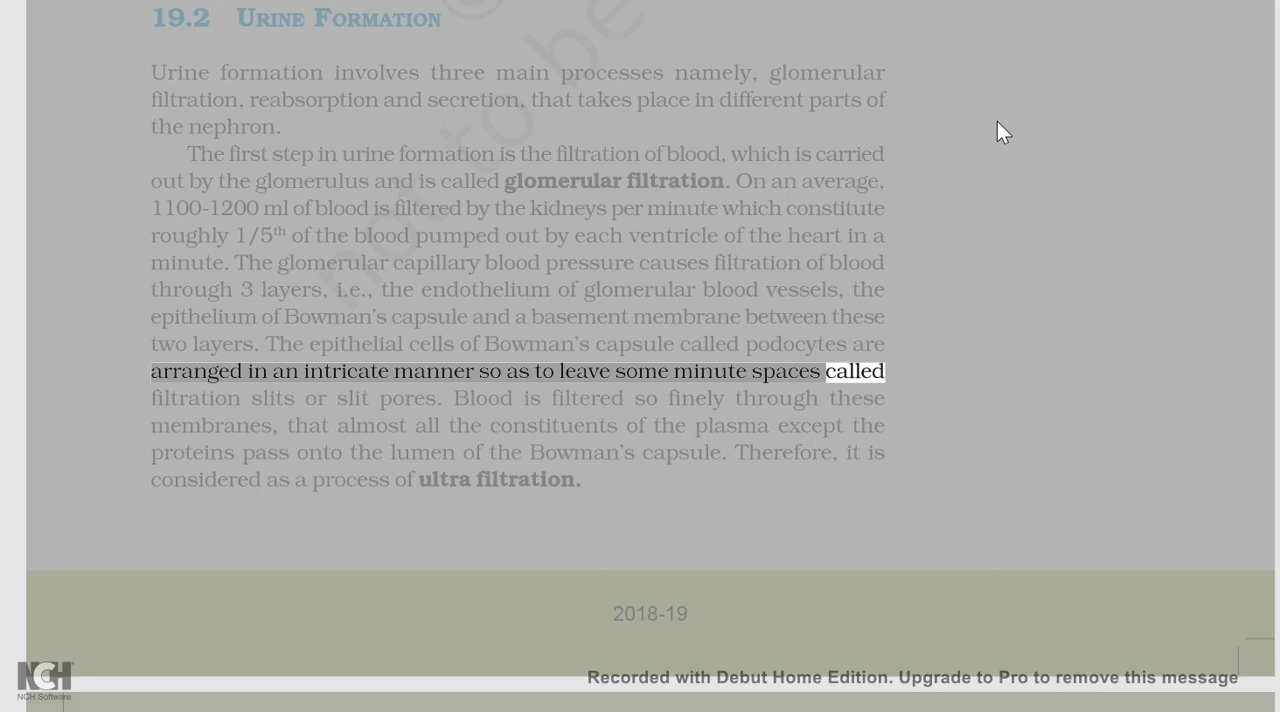 19.2 URINE FORMATION
Urine formation involves three main processes namely, glomerular
filtration, reabsorption and secretion, that takes place in different parts of
the nephron.
The first step in urine formation is the filtration of blood, which is carried
out by the glomerulus and is called glomerular filtration. On an average,
1100-1200 ml of blood is filtered by the kidneys per minute which constitute
roughly 1/5th of the blood pumped out by each ventricle of the heart in a
minute. The glomerular capillary blood pressure causes filtration of blood
through 3 layers, i.e., the endothelium of glomerular blood vessels, the
epithelium of Bowman's capsule and a basement membrane between these
two layers. The epithelial cells of Bowman's capsule called podocytes are
arranged in an intricate manner so as to leave some minute spaces called
filtration slits or slit pores. Blood is filtered so finely through these
membranes, that almost all the constituents of the plasma except the
proteins pass onto the lumen of the Bowman's capsule. Therefore, it is
considered as a process of ultra filtration.
not to be
2018-19
NCH
NCH Software
Recorded with Debut Home Edition. Upgrade to Pro to remove this message